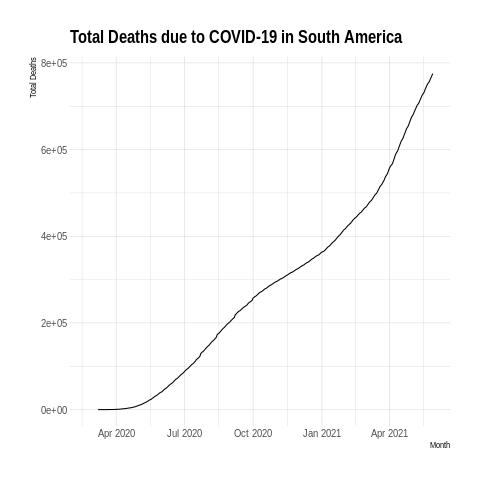 Total Deaths due to COVID-19 in South America
Total Deaths
8e+05
6e+05
4e+05
2e+05
0e+00
Apr 2020 Jul 2020 Oct 2020 Jan 2021 Apr 2021
Month